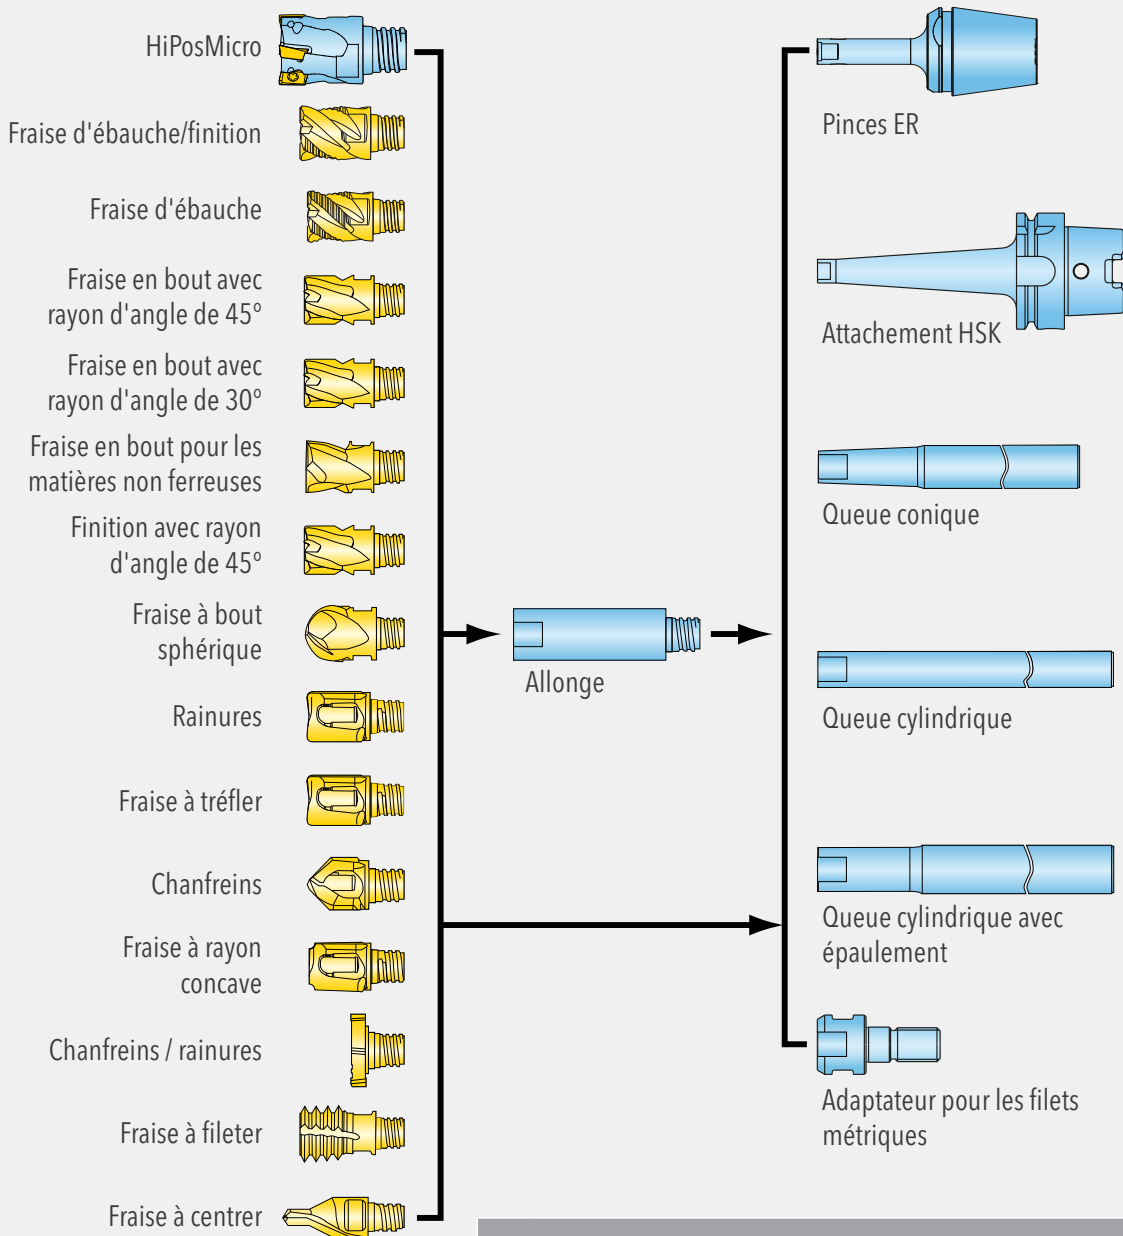 HiPosMicro
Fraise d'ébauche/finition
Fraise d'ébauche
Fraise en bout avec
rayon d'angle de 45º
Fraise en bout avec
rayon d'angle de 30º
Fraise en bout pour les
matières non ferreuses
Finition avec rayon
d'angle de 45º
Fraise à bout
sphérique
Rainures
Fraise à tréfler
Chanfreins
Fraise à rayon
concave
Chanfreins / rainures
Fraise à fileter
Fraise à centrer
Allonge
Pinces ER
Attachement HSK
Queue conique
Queue cylindrique
Queue cylindrique avec
épaulement
Adaptateur pour les filets
métriques